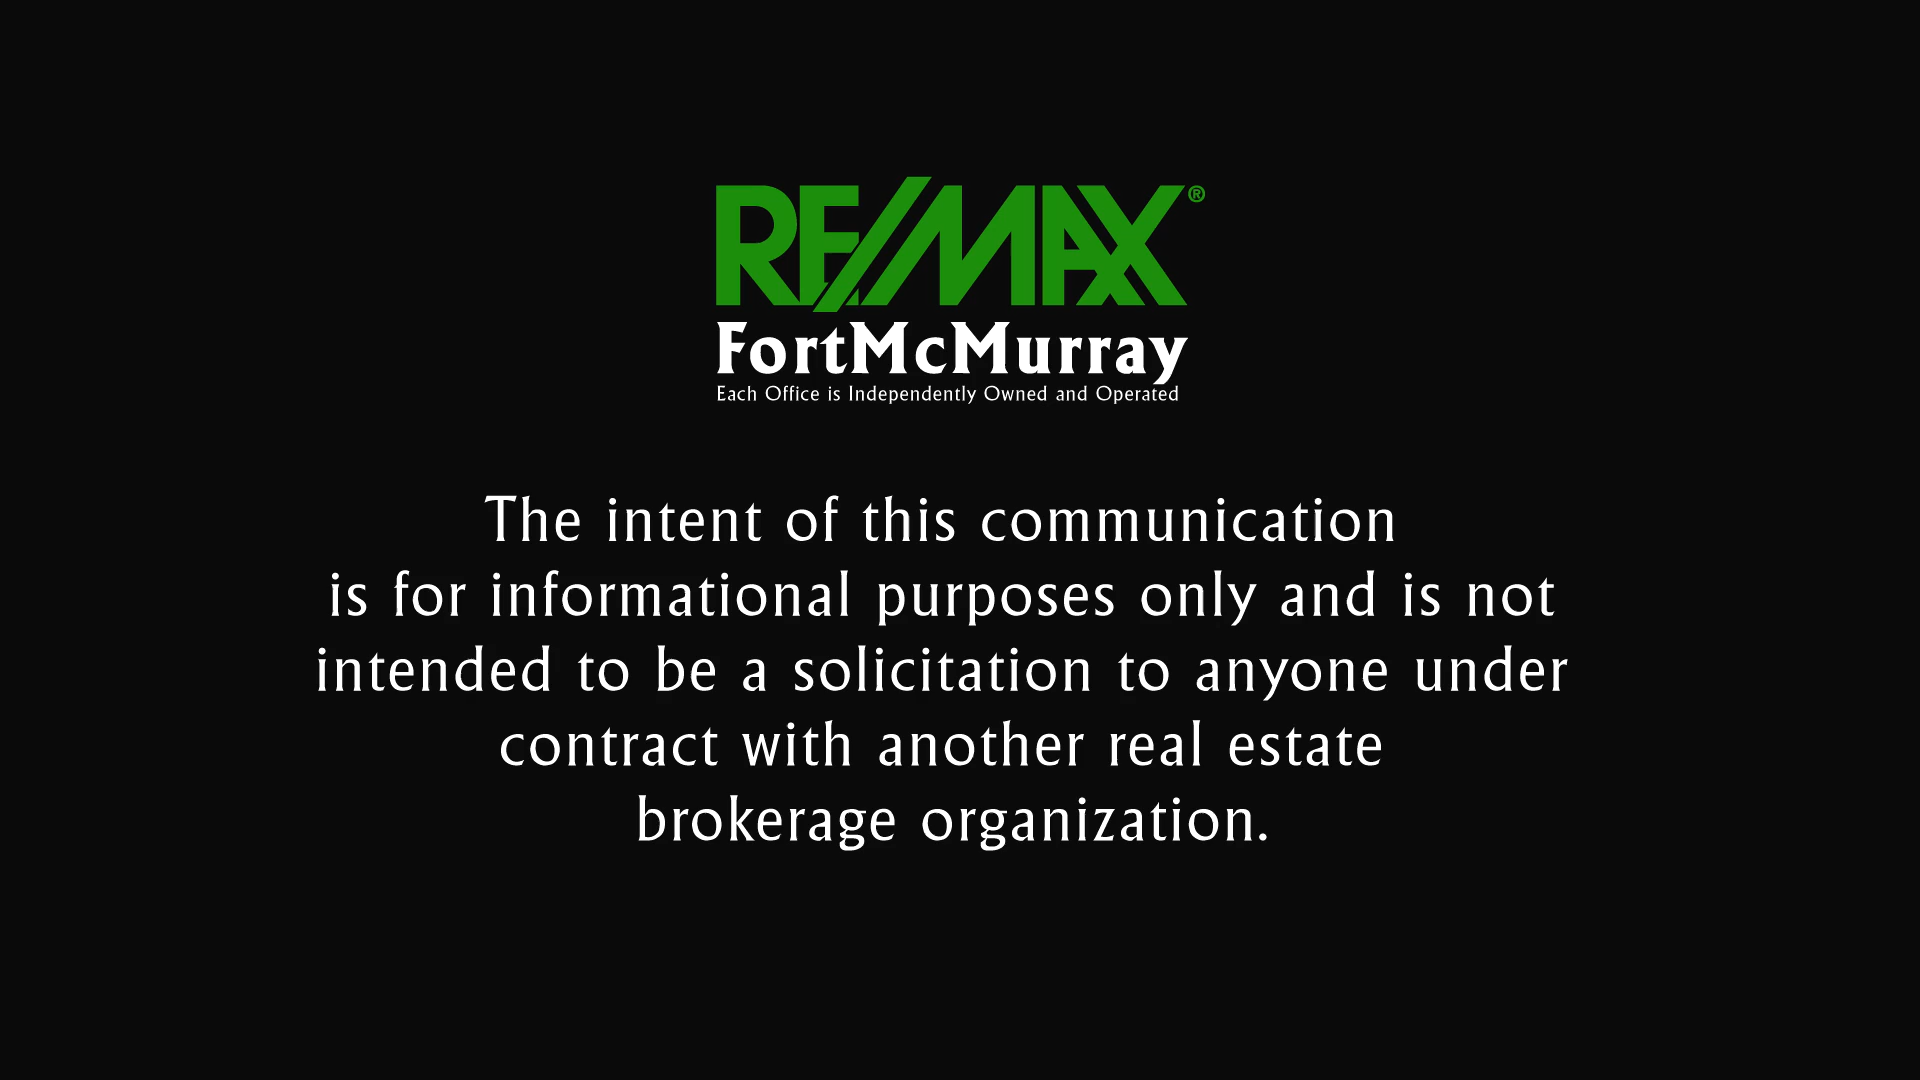 RE/MAX®
FortMcMurray
Each Office is Independently Owned and Operated
The intent of this communication
is for informational purposes only and is not
intended to be a solicitation to anyone under
contract with another real estate
brokerage organization.